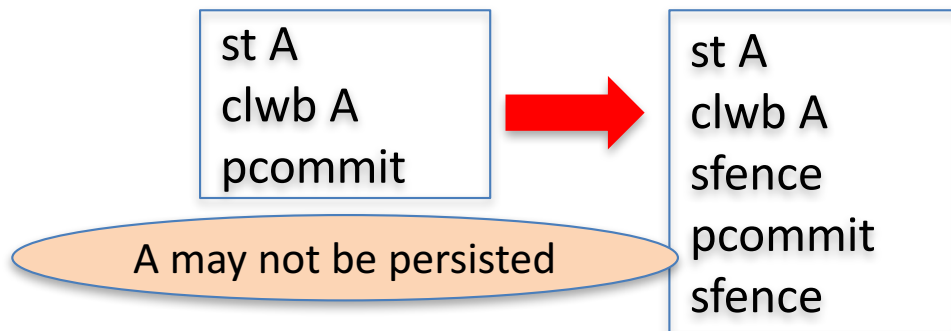 st A
clwb A
pcommit
A may not be persisted
st A
clwb A
sfence
pcommit
sfence